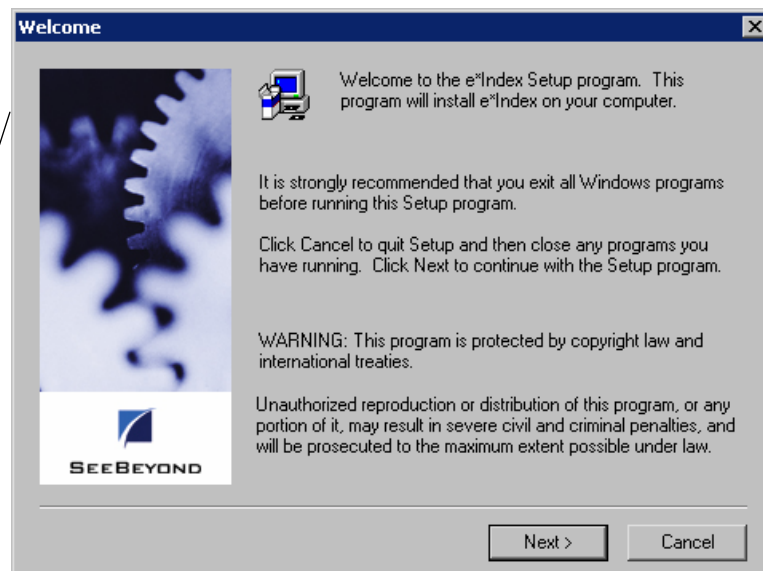 Welcome
Welcome to the e*Index Setup program. This
program will install e*Index on your computer.
It is strongly recommended that you exit all Windows programs
before running this Setup program.
Click Cancel to quit Setup and then close any programs you
have running. Click Next to continue with the Setup program.
WARNING: This program is protected by copyright law and
international treaties.
Unauthorized reproduction or distribution of this program, or any
portion of it, may result in severe civil and criminal penalties, and
will be prosecuted to the maximum extent possible under law.
SEEBEYOND
Next >
Cancel